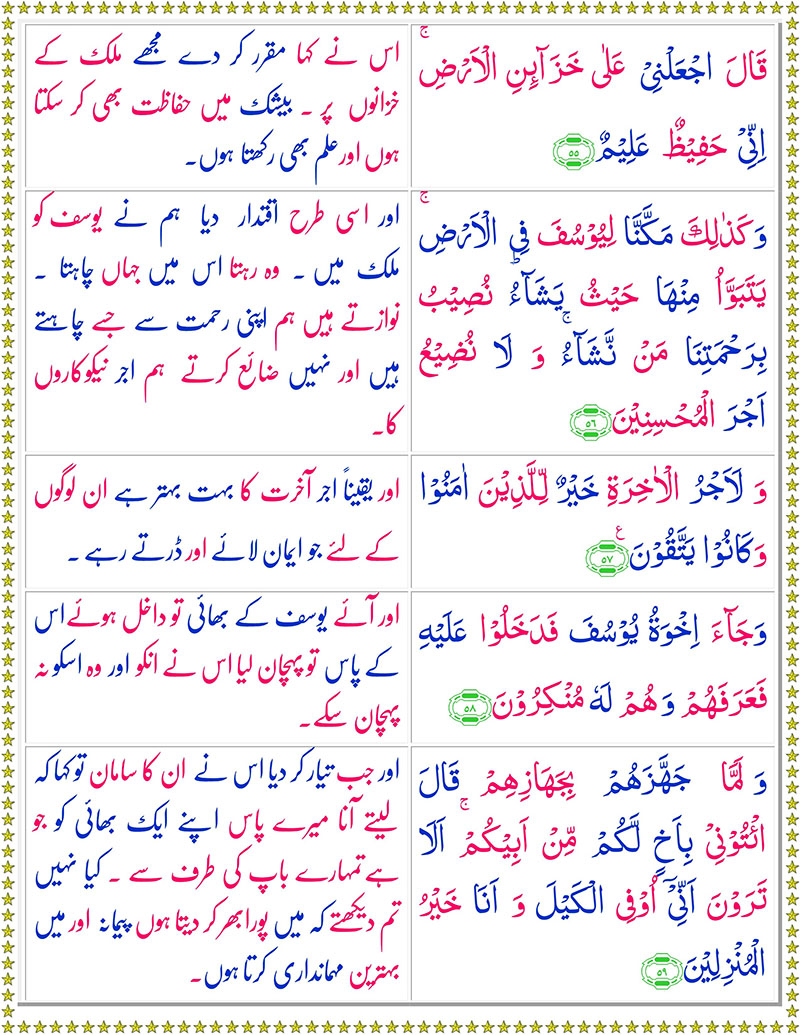 قَالَ اجْعَلْنِیْ عَلٰی خَزَآىِٕنِ الْاَرْضِ ۚ
اِنِّیْ حَفِیْظٌ عَلِیْمٌ ۵۵
اس نے کہا مقرر کر دے مجھے ملک کے
خزانوں پر ۔ بیشک میں حفاظت بھی کر سکتا
ہوں اورعلم بھی رکھتا ہوں۔
وَ كَذٰلِكَ مَكَّنَّا لِیُوْسُفَ فِی الْاَرْضِ ۚ
یَتَبَوَّاُ مِنْهَا حَیْثُ یَشَآءُ ؕ نُصِیْبُ
بِرَحْمَتِنَا مَنْ نَّشَآءُ ۚ وَ لَا نُضِیْعُ
اَجْرَ الْمُحْسِنِیْنَ ۵۶
اور اسی طرح اقتدار دیا ہم نے یوسف کو
ملک میں ۔ وہ رہتا اس میں جہاں چاہتا ۔
نوازتے ہیں ہم اپنی رحمت سے جسے چاہتے
ہیں اور نہیں ضائع کرتے ہم اجر نیکوکاروں
کا۔
وَ لَاَجْرُ الْاٰخِرَةِ خَیْرٌ لِّلَّذِیْنَ اٰمَنُوْا
وَ كَانُوْا یَتَّقُوْنَ ۵۷ ع
اور یقیناً اجر آخرت کا بہت بہتر ہے ان لوگوں
کے لئے جو ایمان لائے اور ڈرتے رہے ۔
وَ جَآءَ اِخْوَةُ یُوْسُفَ فَدَخَلُوْا عَلَیْهِ
فَعَرَفَهُمْ وَ هُمْ لَهٗ مُنْكِرُوْنَ ۵۸
اور آئے یوسف کے بھائی تو داخل ہوئے اس
کے پاس تو پہچان لیا اس نے انکو اور وہ اسکو نہ
پہچان سکے۔
وَ لَمَّا جَهَّزَهُمْ بِجَهَازِهِمْ قَالَ
ائْتُوْنِیْ بِاَخٍ لَّكُمْ مِّنْ اَبِیْكُمْ ۚ اَلَا
تَرَوْنَ اَنِّیْۤ اُوْفِی الْكَیْلَ وَ اَنَا خَیْرُ
الْمُنْزِلِیْنَ ۵۹
اور جب تیار کر دیا اس نے ان کا سامان تو کہا کہ
لیتے آنا میرے پاس اپنے ایک بھائی کو جو
ہے تمہارے باپ کی طرف سے ۔ کیا نہیں
تم دیکھتے کہ میں پورا بھر کر دیتا ہوں پیمانہ اور میں
بہترین مہمانداری کرتا ہوں۔